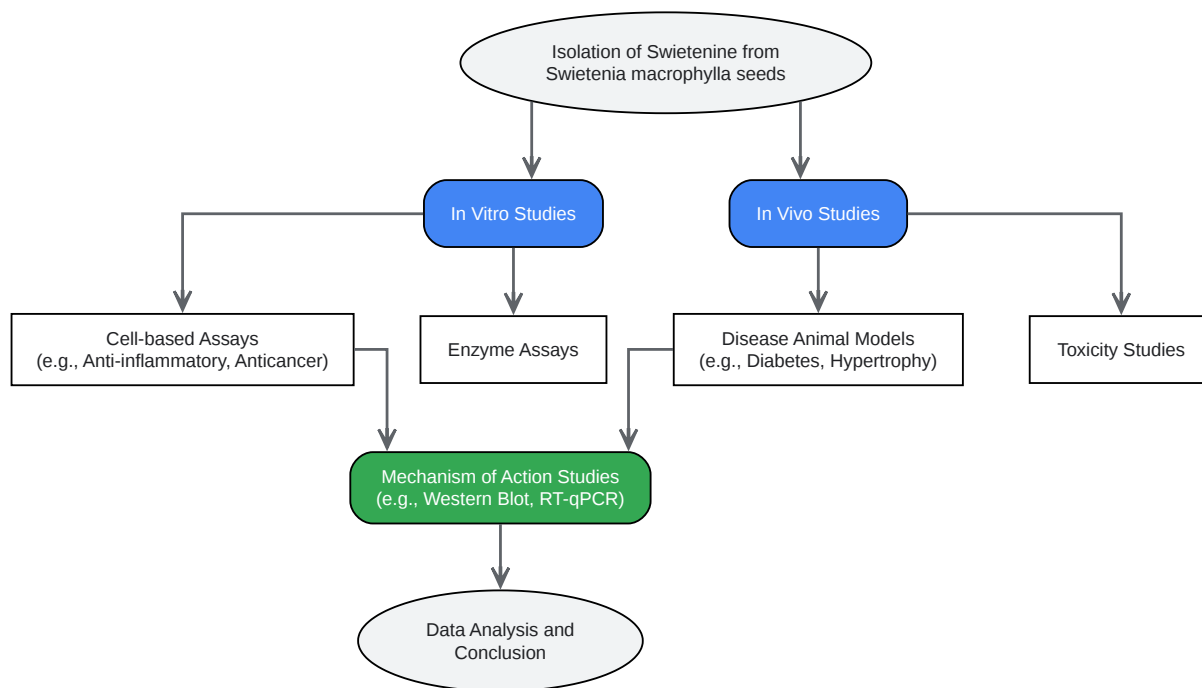 Isolation of Swietenine from
Swietenia macrophylla seeds
In Vitro Studies
In Vivo Studies
Cell-based Assays
(e.g., Anti-inflammatory, Anticancer)
Enzyme Assays
Disease Animal Models
(e.g., Diabetes, Hypertrophy)
Toxicity Studies
Mechanism of Action Studies
(e.g., Western Blot, RT-qPCR)
Data Analysis and
Conclusion